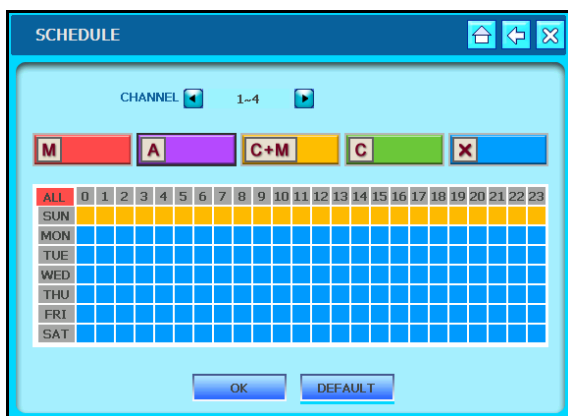 SCHEDULE
CHANNEL 1~4
M A C+M C X
ALL 0 1 2 3 4 5 6 7 8 9 10 11 12 13 14 15 16 17 18 19 20 21 22 23
SUN
MON
TUE
WED
THU
FRI
SAT
OK DEFAULT